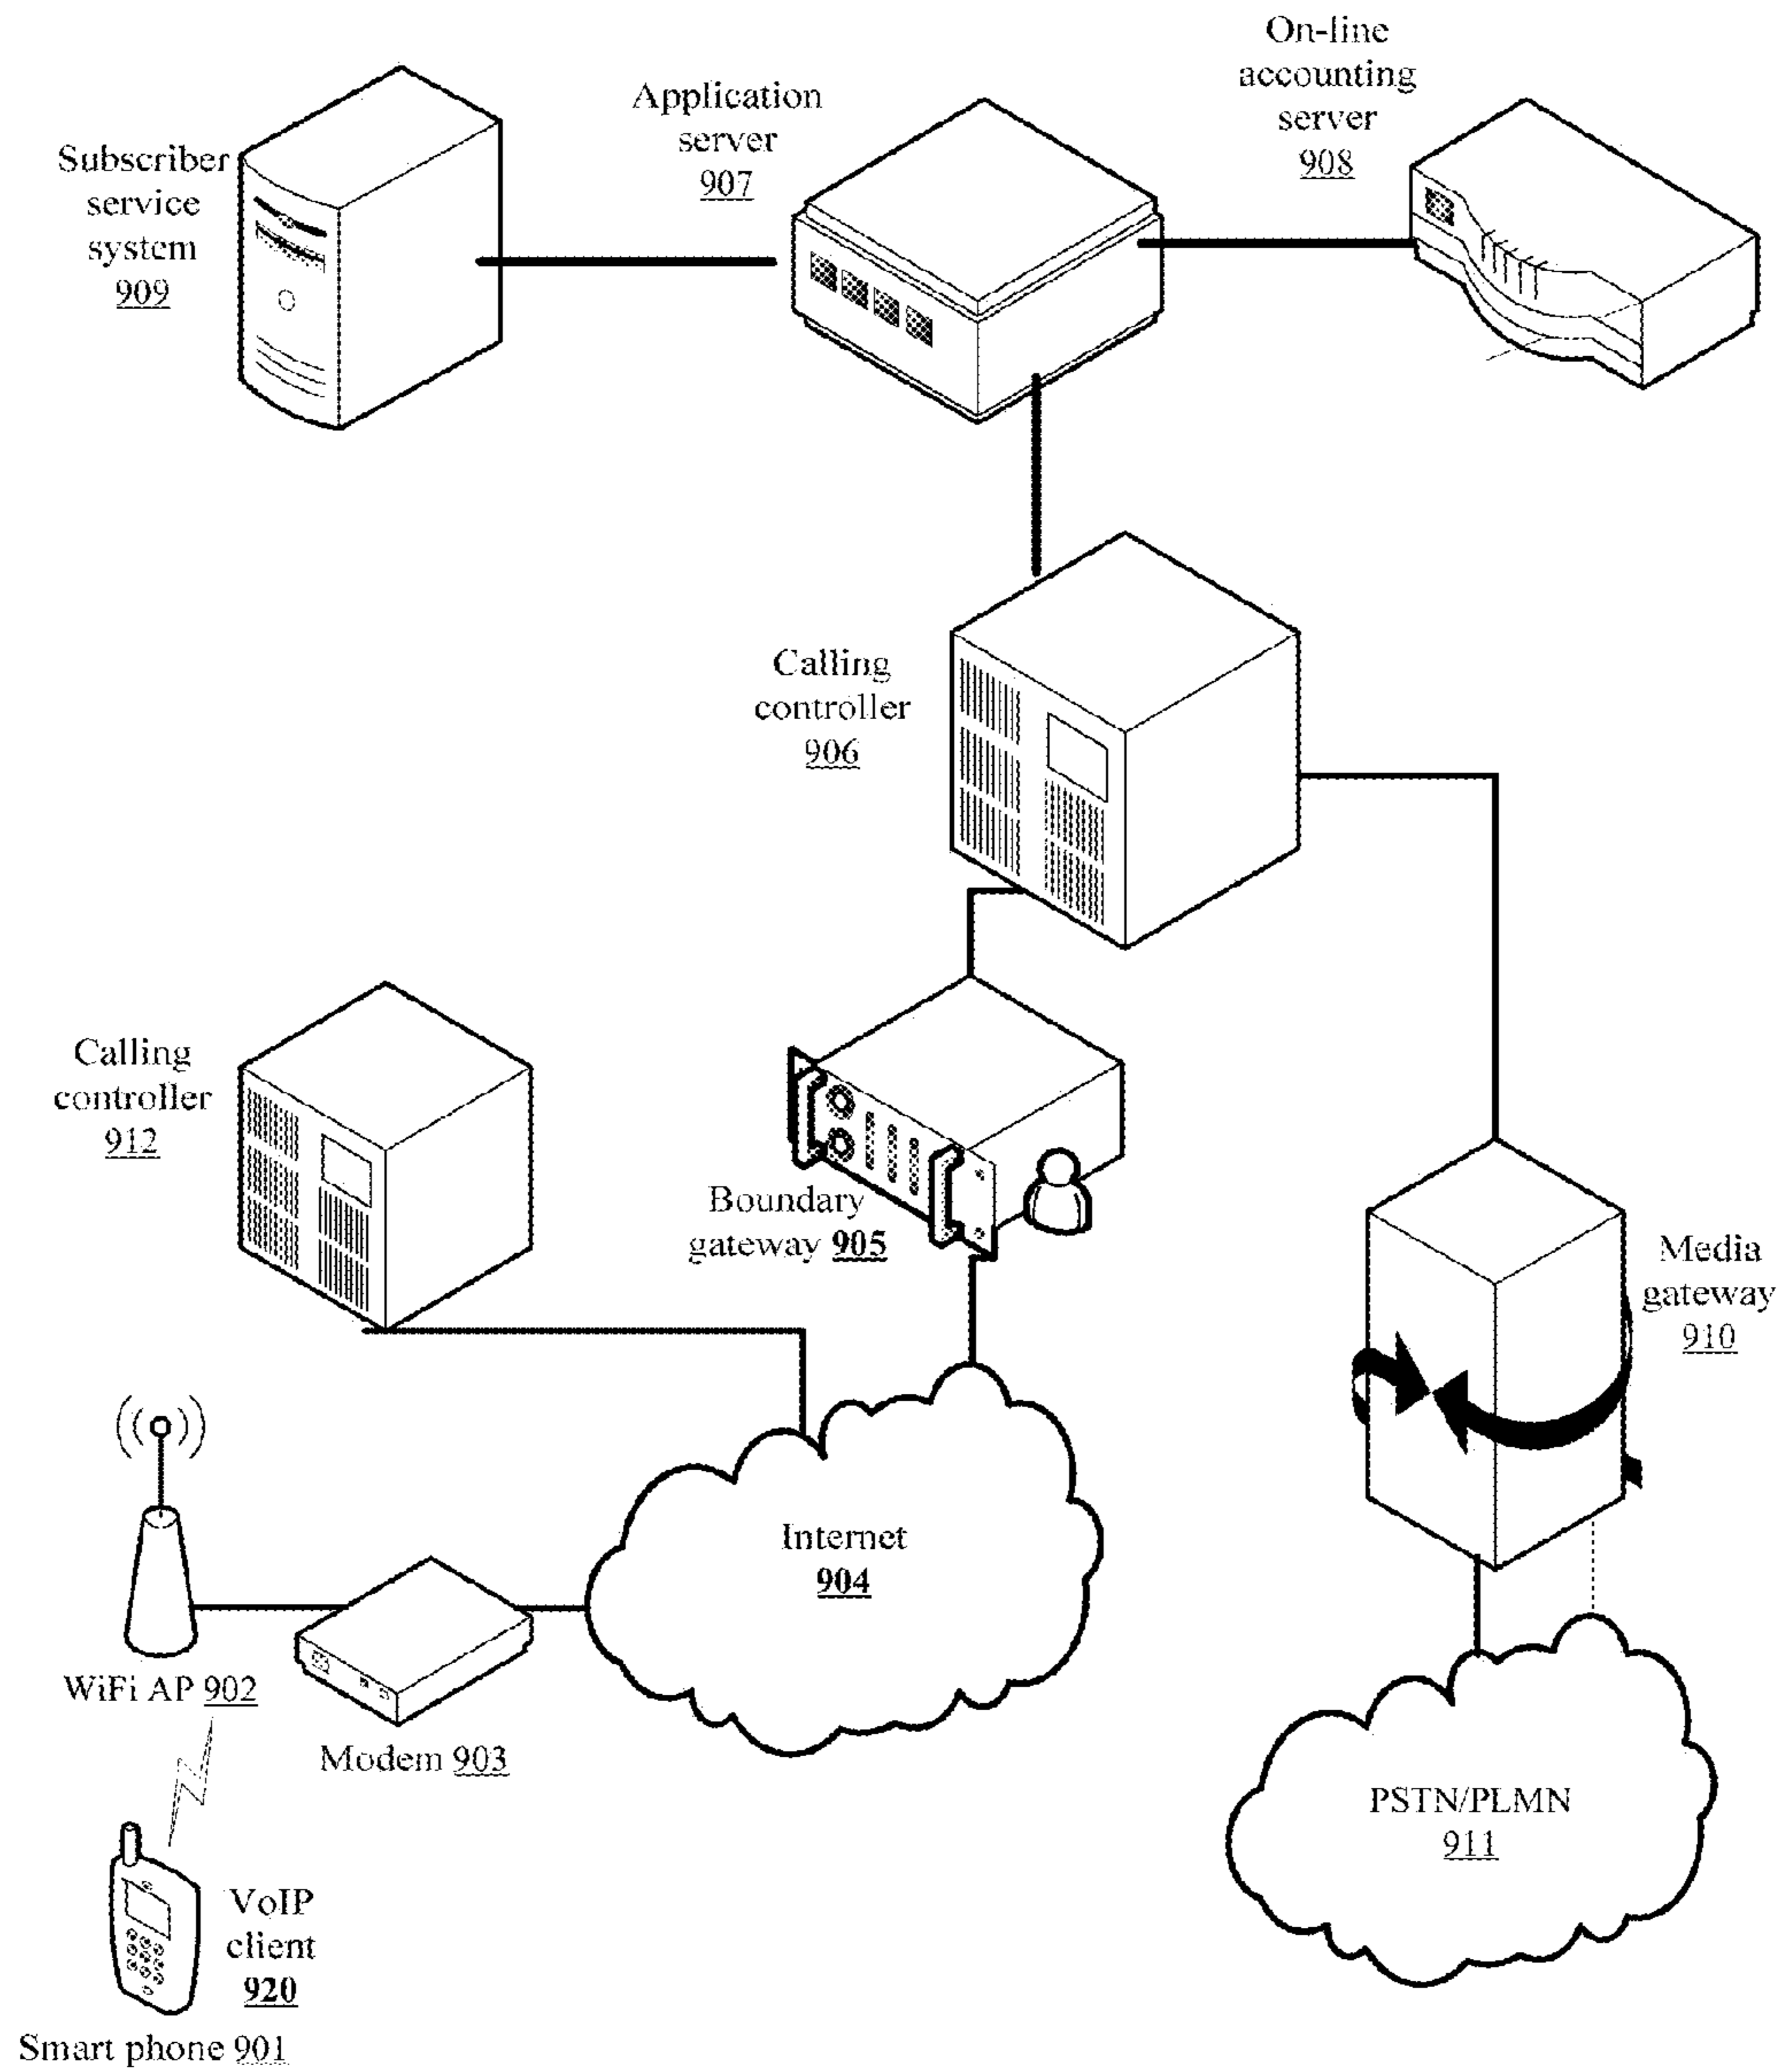 On-line
accounting
server
908
Application
server
907
Subscriber
service
system
909
Calling
controller
906
Calling
controller
912
Boundary
gateway 905
Media
gateway
910
Internet
904
WiFi AP 902
Modem 903
PSTN/PLMN
911
VoIP
client
920
Smart phone 901